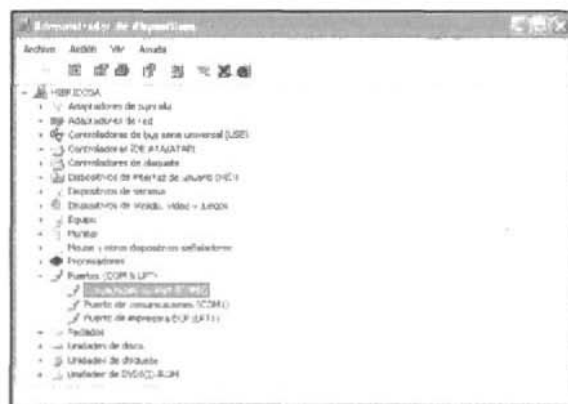 Administrador de dispositivos
Archivo Acción Ver Ayuda
Adaptadores de pantalla
Adaptadores de red
Controladoras de bus serie universal (USB)
Controladoras IDE ATA/ATAPI
Controladores de disquete
Dispositivos de interfaz de usuario (HID)
Dispositivos de sistema
Dispositivos de sonido, vídeo y juegos
Equipo
Monitor
Mouse y otros dispositivos señaladores
Procesadores
Puertos (COM & LPT)
Puerto de comunicaciones (COM1)
Puerto de impresora ECP (LPT1)
Teclados
Unidades de disco
Unidades de disquete
Unidades de DVD/CD-ROM